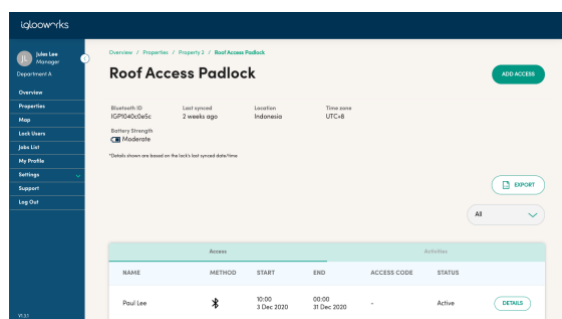 iglooworks
JL
Jules Lee
Manager
Department A
Overview
Properties
Map
Lock Users
Jobs List
My Profile
Settings
Support
Log Out
V1.2.1
Overview / Properties / Property 2 / Roof Access Padlock
Roof Access Padlock
ADD ACCESS
Bluetooth ID Last synced Location Time zone
IGP1040c0e5c 2 weeks ago Indonesia UTC+8
Battery Strength
Moderate
*Details shown are based on the lock's last synced date/time
EXPORT
All
Access Activities
NAME METHOD START END ACCESS CODE STATUS
Paul Lee 10:00 00:00 - Active DETAILS
3 Dec 2020 31 Dec 2020